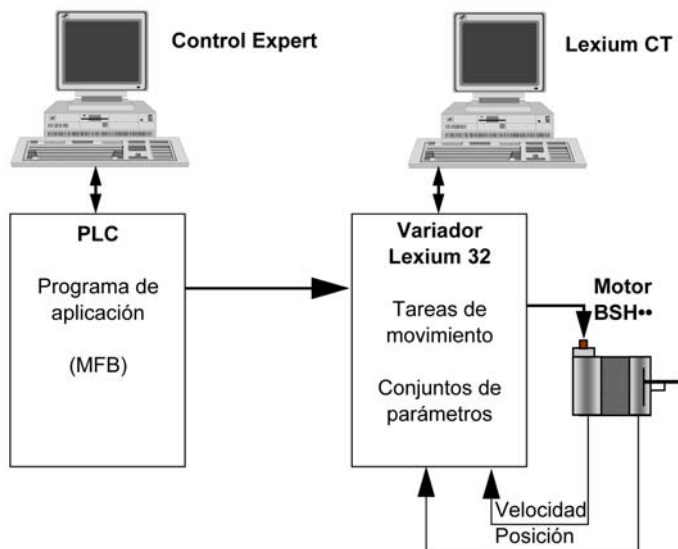 Control Expert
Lexium CT
PLC
Programa de
aplicación
(MFB)
Variador
Lexium 32
Tareas de
movimiento
Conjuntos de
parámetros
Motor
BSH••
Velocidad
Posición